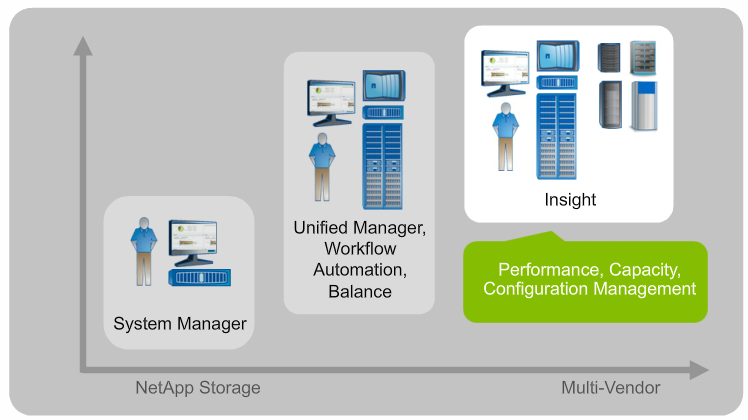 System Manager
Unified Manager,
Workflow
Automation,
Balance
Insight
Performance, Capacity,
Configuration Management
NetApp Storage
Multi-Vendor